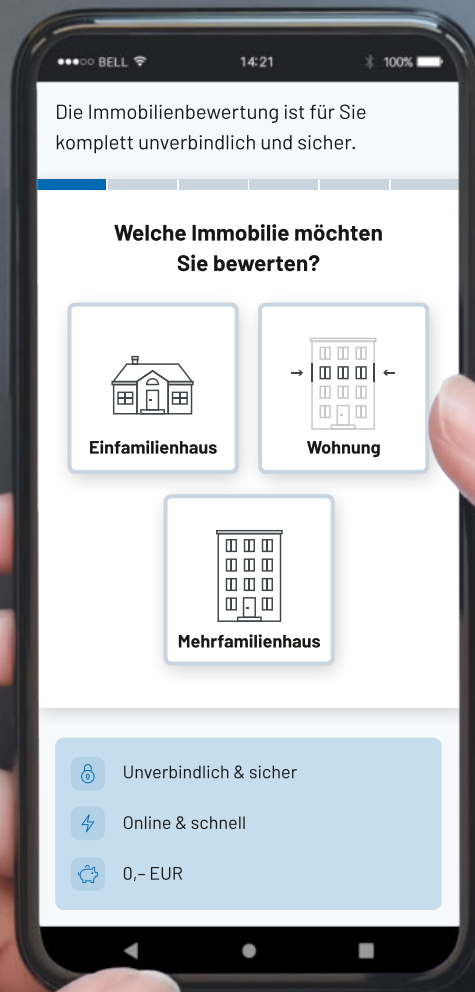 BELL 14:21 100%
Die Immobilienbewertung ist für Sie
komplett unverbindlich und sicher.
Welche Immobilie möchten
Sie bewerten?
Einfamilienhaus Wohnung
Mehrfamilienhaus
Unverbindlich & sicher
Online & schnell
0,– EUR